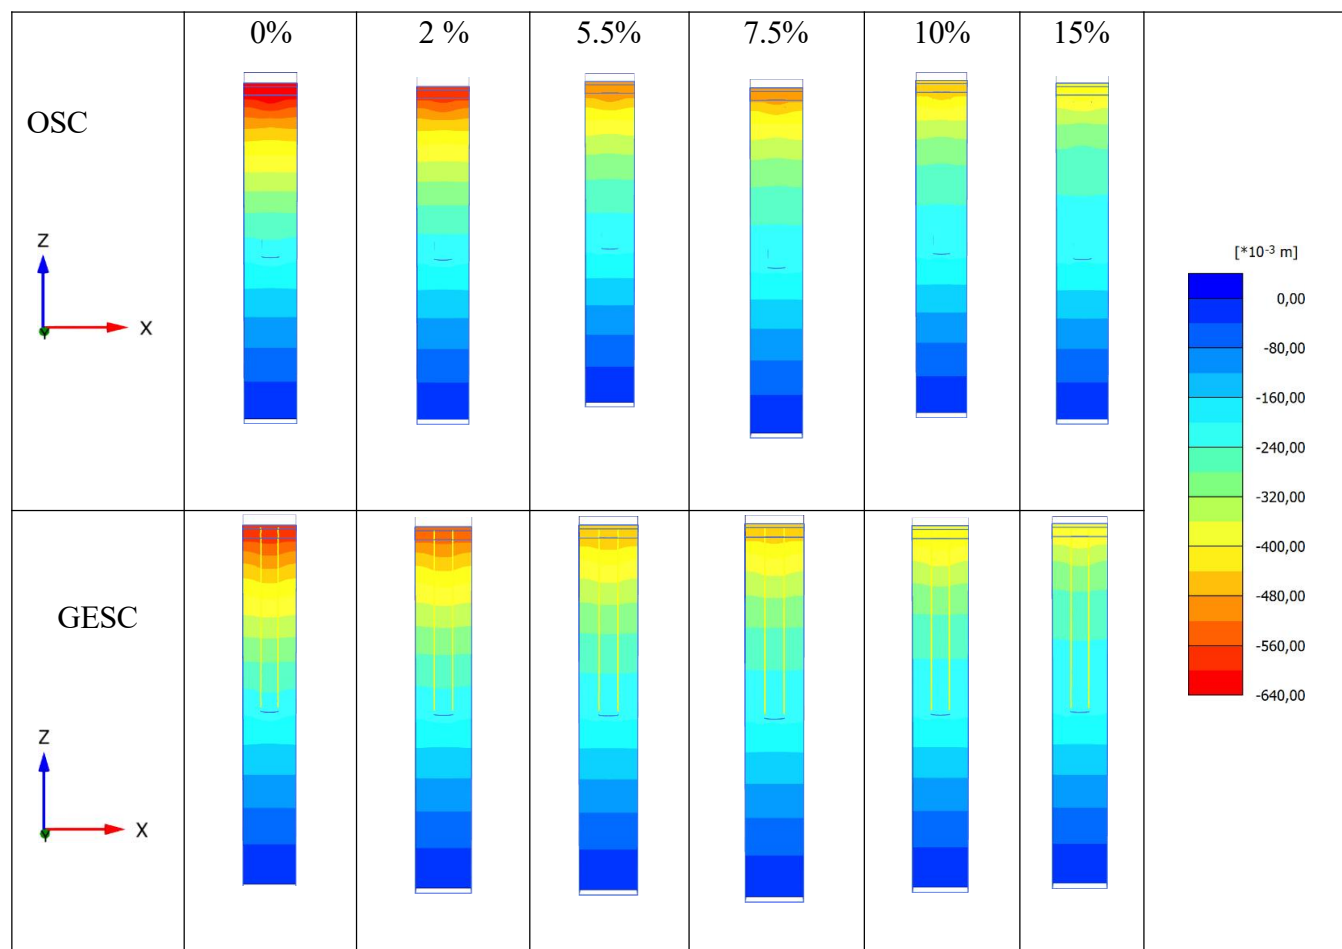 0% 2 % 5.5% 7.5% 10% 15%
OSC
Z
X
Y
[*10-3 m]
0,00
-80,00
-160,00
-240,00
-320,00
-400,00
-480,00
-560,00
-640,00
GESC
Z
X
Y